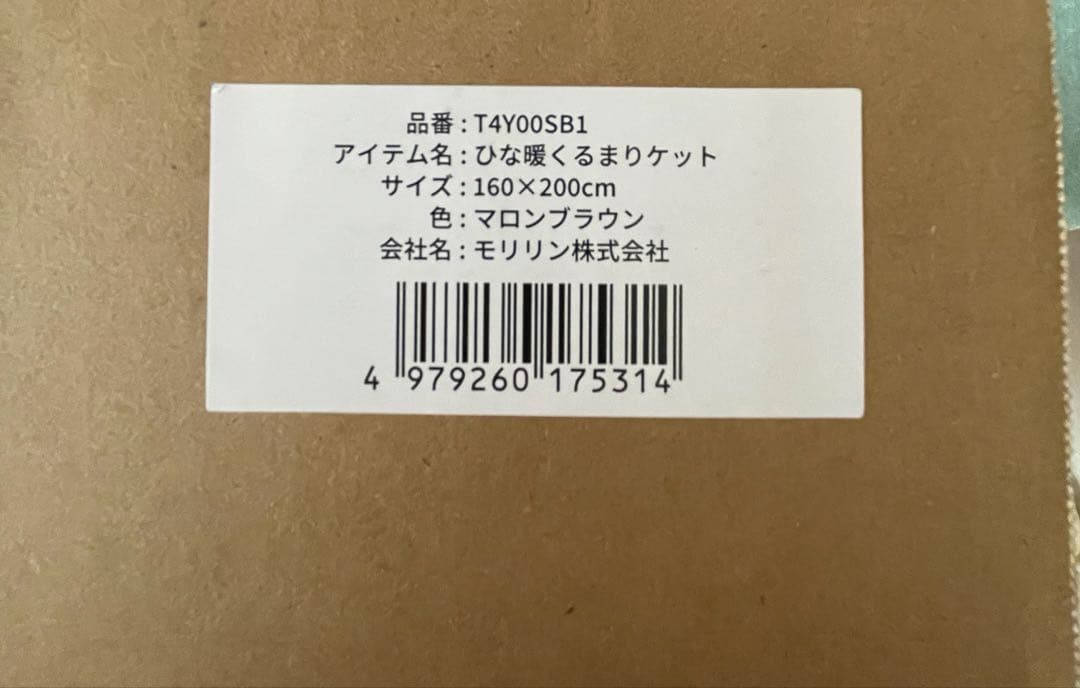 品番：T4Y00SB1
アイテム名：ひな暖くるまりケット
サイズ：160×200cm
色：マロンブラウン
会社名：モリリン株式会社
4 979260 175314